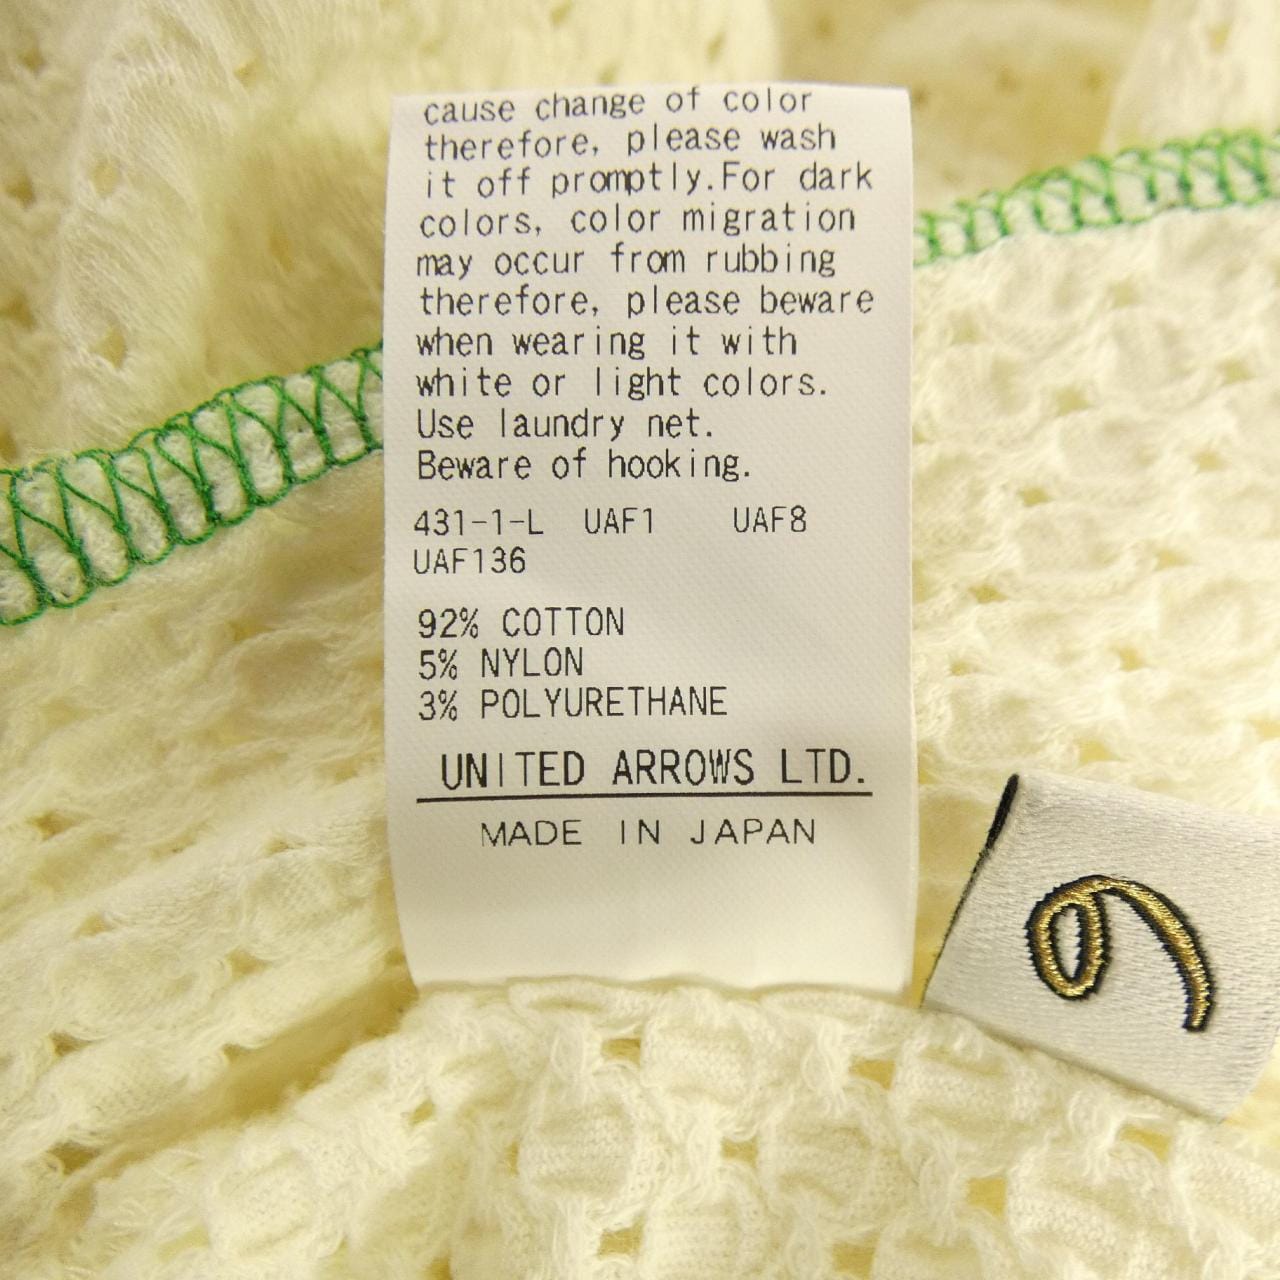 cause change of color
therefore, please wash
it off promptly.For dark
colors, color migration
may occur from rubbing
therefore, please beware
when wearing it with
white or light colors.
Use laundry net.
Beware of hooking.
431-1-L UAF1 UAF8
UAF136
92% COTTON
5% NYLON
3% POLYURETHANE
UNITED ARROWS LTD.
MADE IN JAPAN